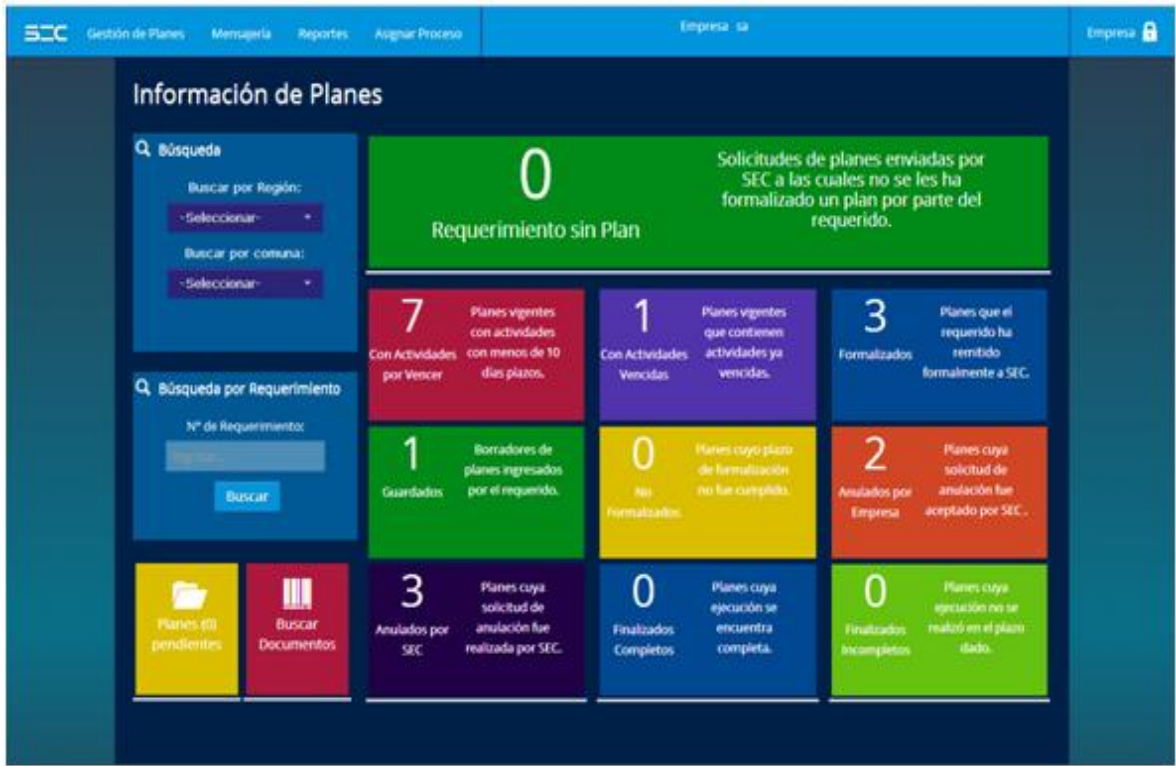 SEC Gestión de Planes Mensajería Reportes Asignar Proceso Empresa sa Empresa
Información de Planes
Búsqueda
Buscar por Región:
-Seleccionar-
Buscar por comuna:
-Seleccionar-
Búsqueda por Requerimiento
N° de Requerimiento:
Buscar
Planes (0)
pendientes
Buscar
Documentos
0
Requerimiento sin Plan
Solicitudes de planes enviadas por
SEC a las cuales no se les ha
formalizado un plan por parte del
requerido.
7
Con Actividades
por Vencer
Planes vigentes
con actividades
con menos de 10
días plazos.
1
Con Actividades
Vencidas
Planes vigentes
que contienen
actividades ya
vencidas.
3
Formalizados
Planes que el
requerido ha
remitido
formalmente a SEC.
1
Guardados
Borradores de
planes ingresados
por el requerido.
0
No
Formalizados
Planes cuyo plazo
de formalización
no fue cumplido.
2
Anulados por
Empresa
Planes cuya
solicitud de
anulación fue
aceptado por SEC .
3
Anulados por
SEC
Planes cuya
solicitud de
anulación fue
realizada por SEC.
0
Finalizados
Completos
Planes cuya
ejecución se
encuentra
completa.
0
Finalizados
Incompletos
Planes cuya
ejecución no se
realizó en el plazo
dado.